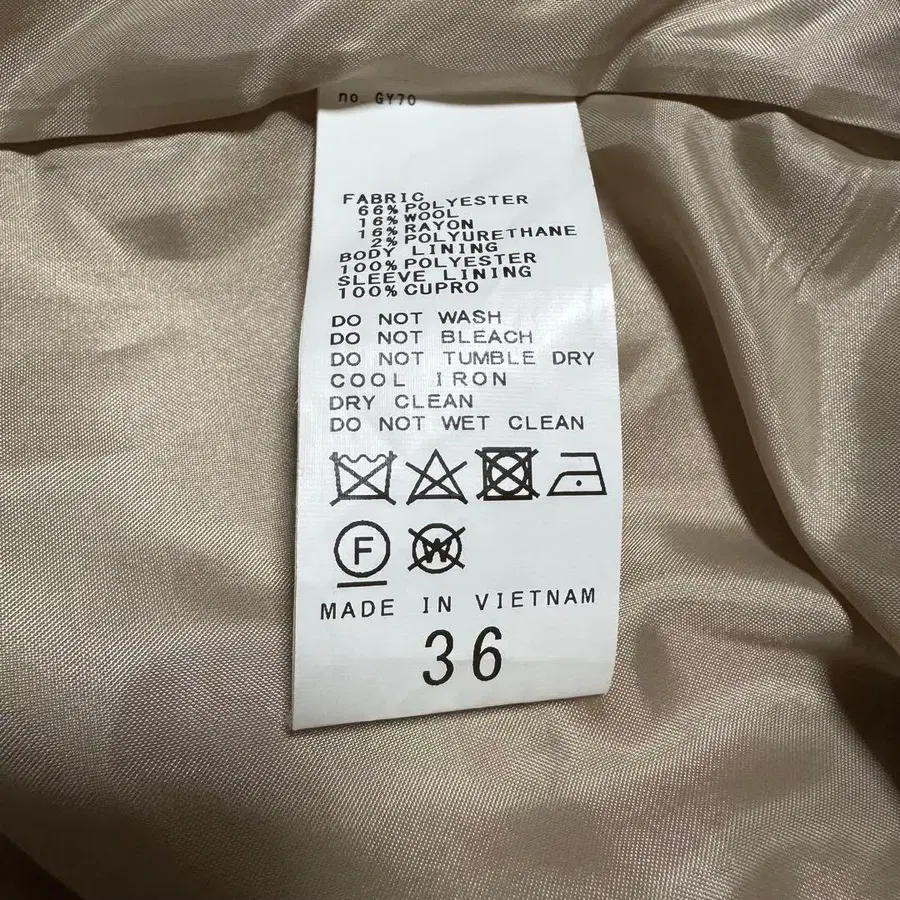 no. GY70
FABRIC
66% POLYESTER
16% WOOL
16% RAYON
2% POLYURETHANE
BODY LINING
100% POLYESTER
SLEEVE LINING
100% CUPRO
DO NOT WASH
DO NOT BLEACH
DO NOT TUMBLE DRY
COOL IRON
DRY CLEAN
DO NOT WET CLEAN
F W
MADE IN VIETNAM
36